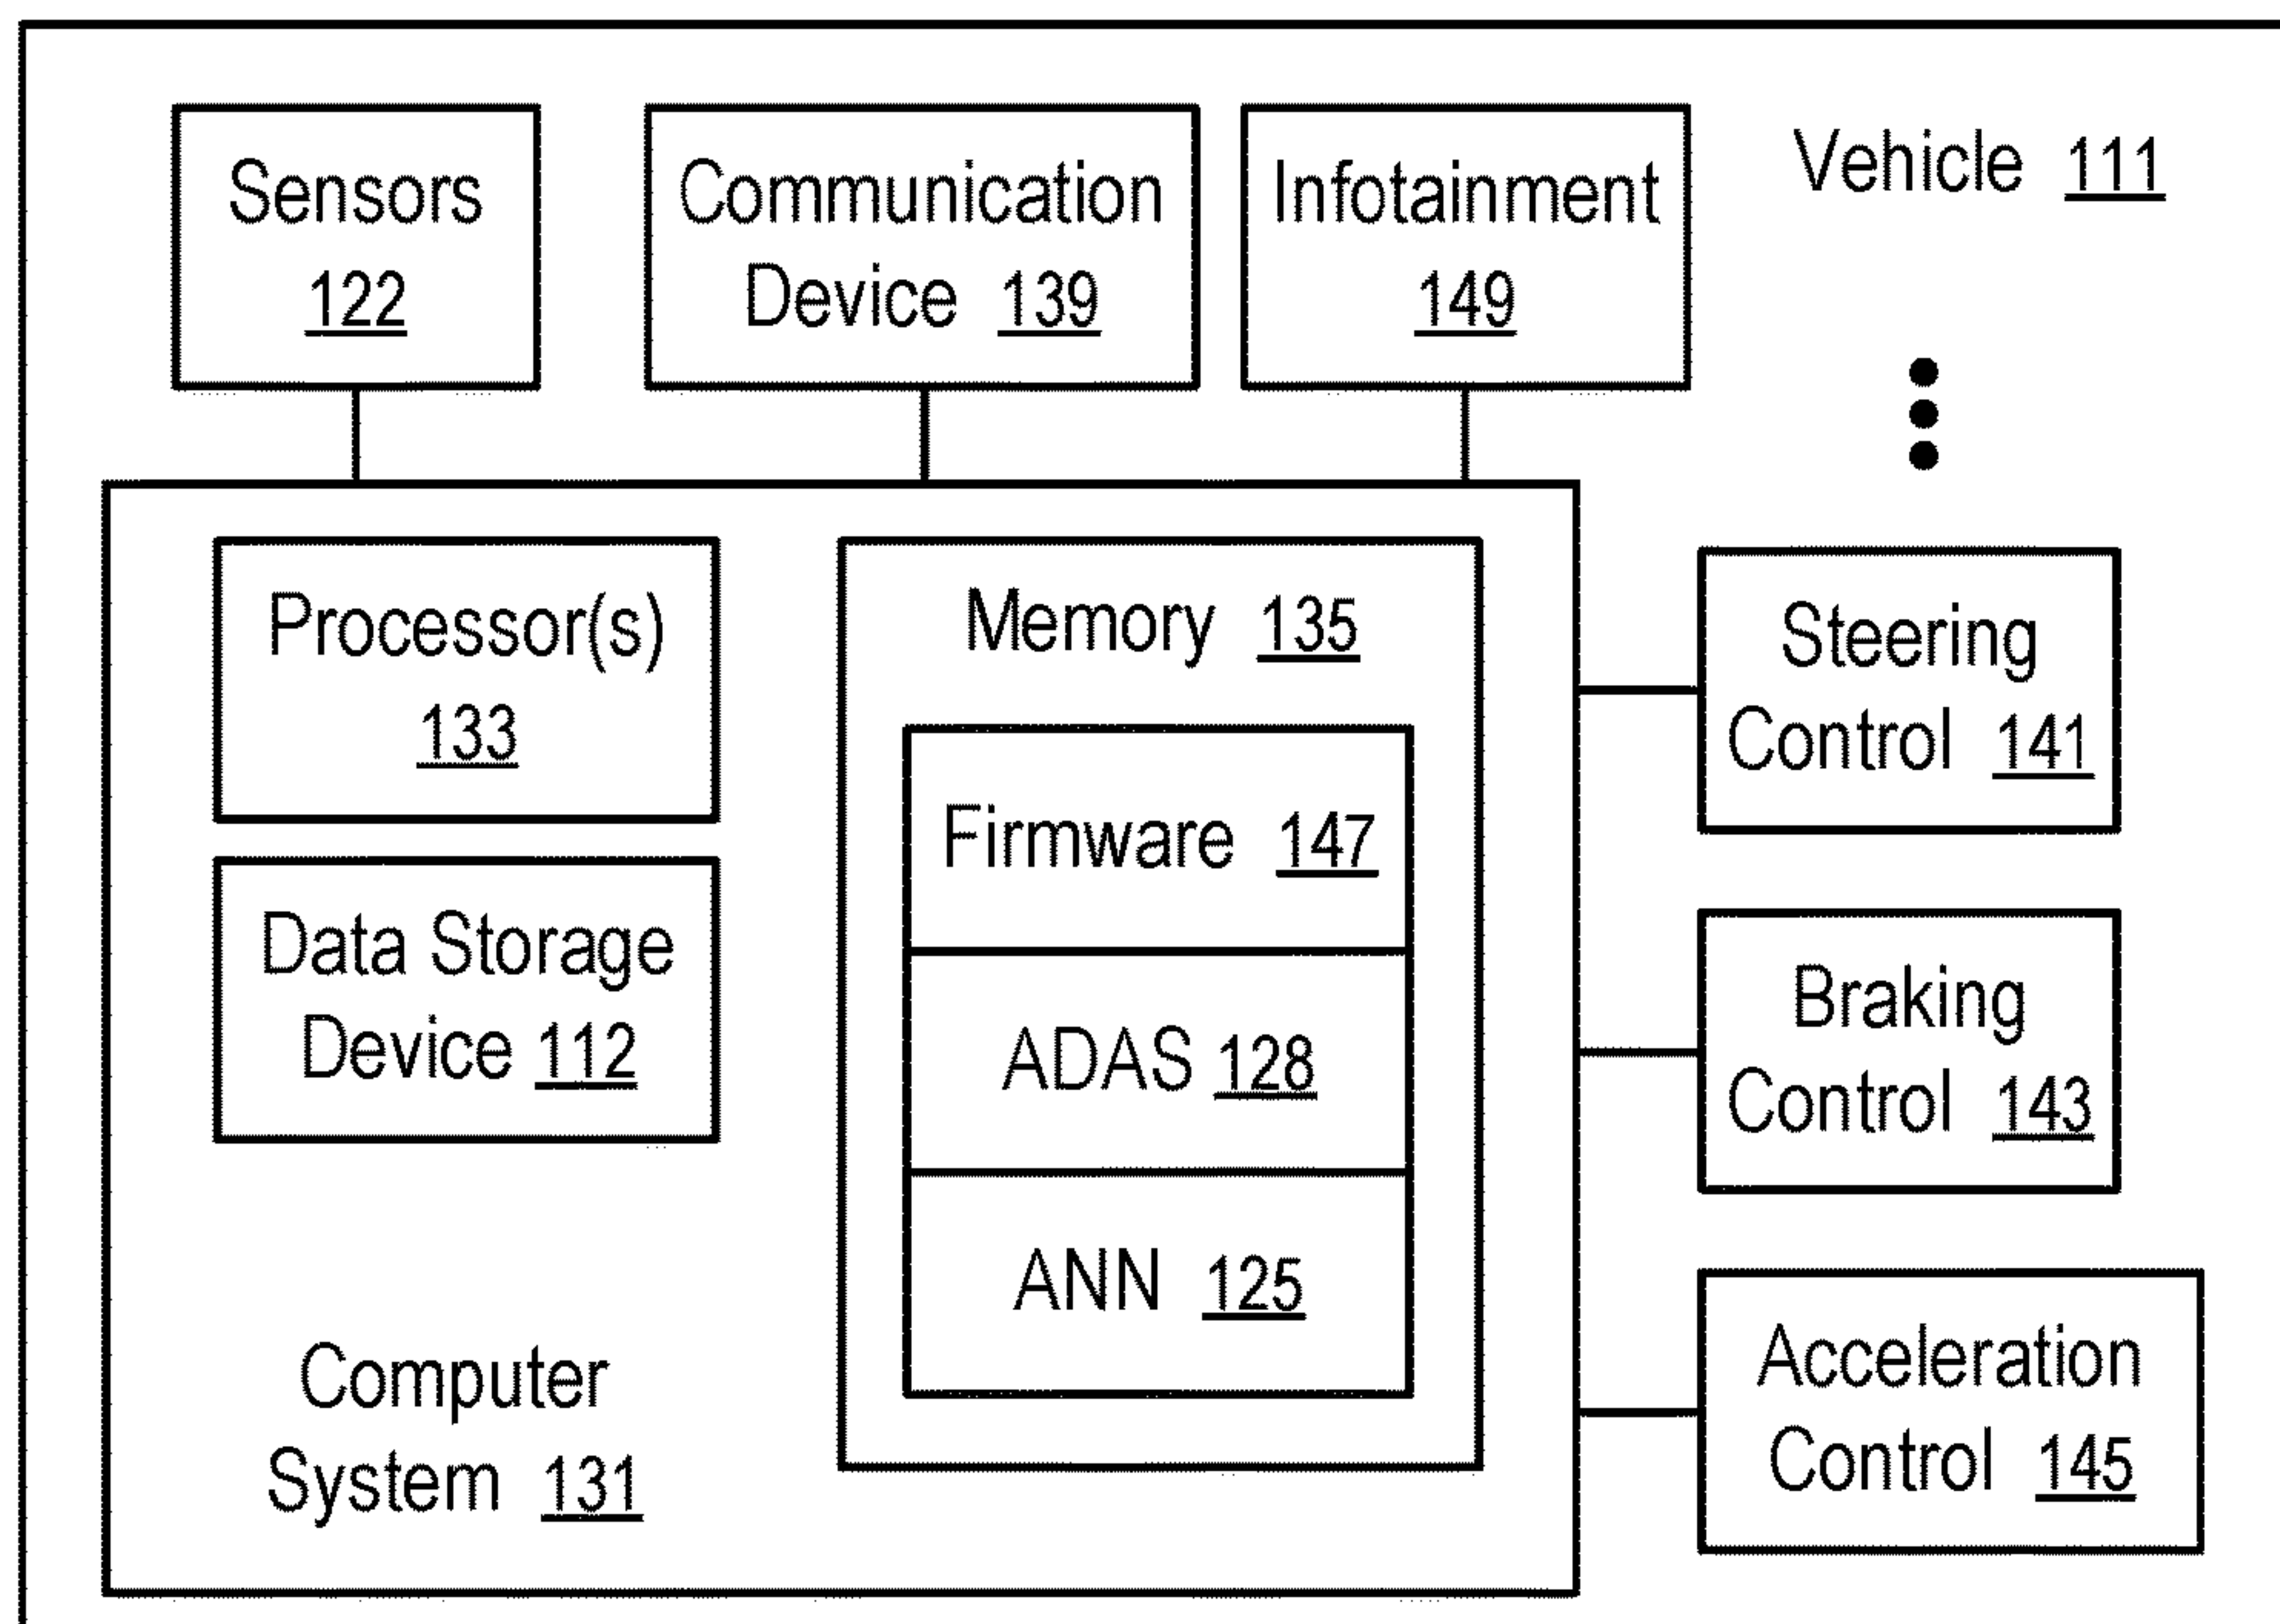 Sensors
122
Communication
Device 139
Infotainment
149
Vehicle 111
Processor(s)
133
Data Storage
Device 112
Computer
System 131
Memory 135
Firmware 147
ADAS 128
ANN 125
Steering
Control 141
Braking
Control 143
Acceleration
Control 145